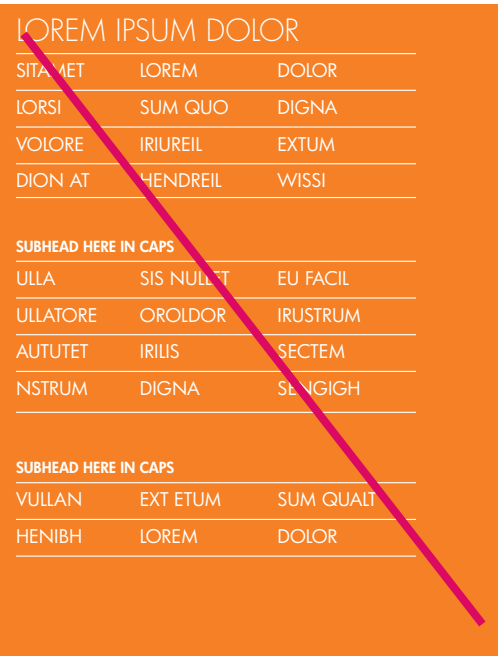 LOREM IPSUM DOLOR
SITAMET LOREM DOLOR
LORSI SUM QUO DIGNA
VOLORE IRIUREIL EXTUM
DION AT HENDREIL WISSI
SUBHEAD HERE IN CAPS
ULLA SIS NULLET EU FACIL
ULLATORE OROLDOR IRUSTRUM
AUTUTET IRILIS SECTEM
NSTRUM DIGNA SENGIGH
SUBHEAD HERE IN CAPS
VULLAN EXT ETUM SUM QUALT
HENIBH LOREM DOLOR